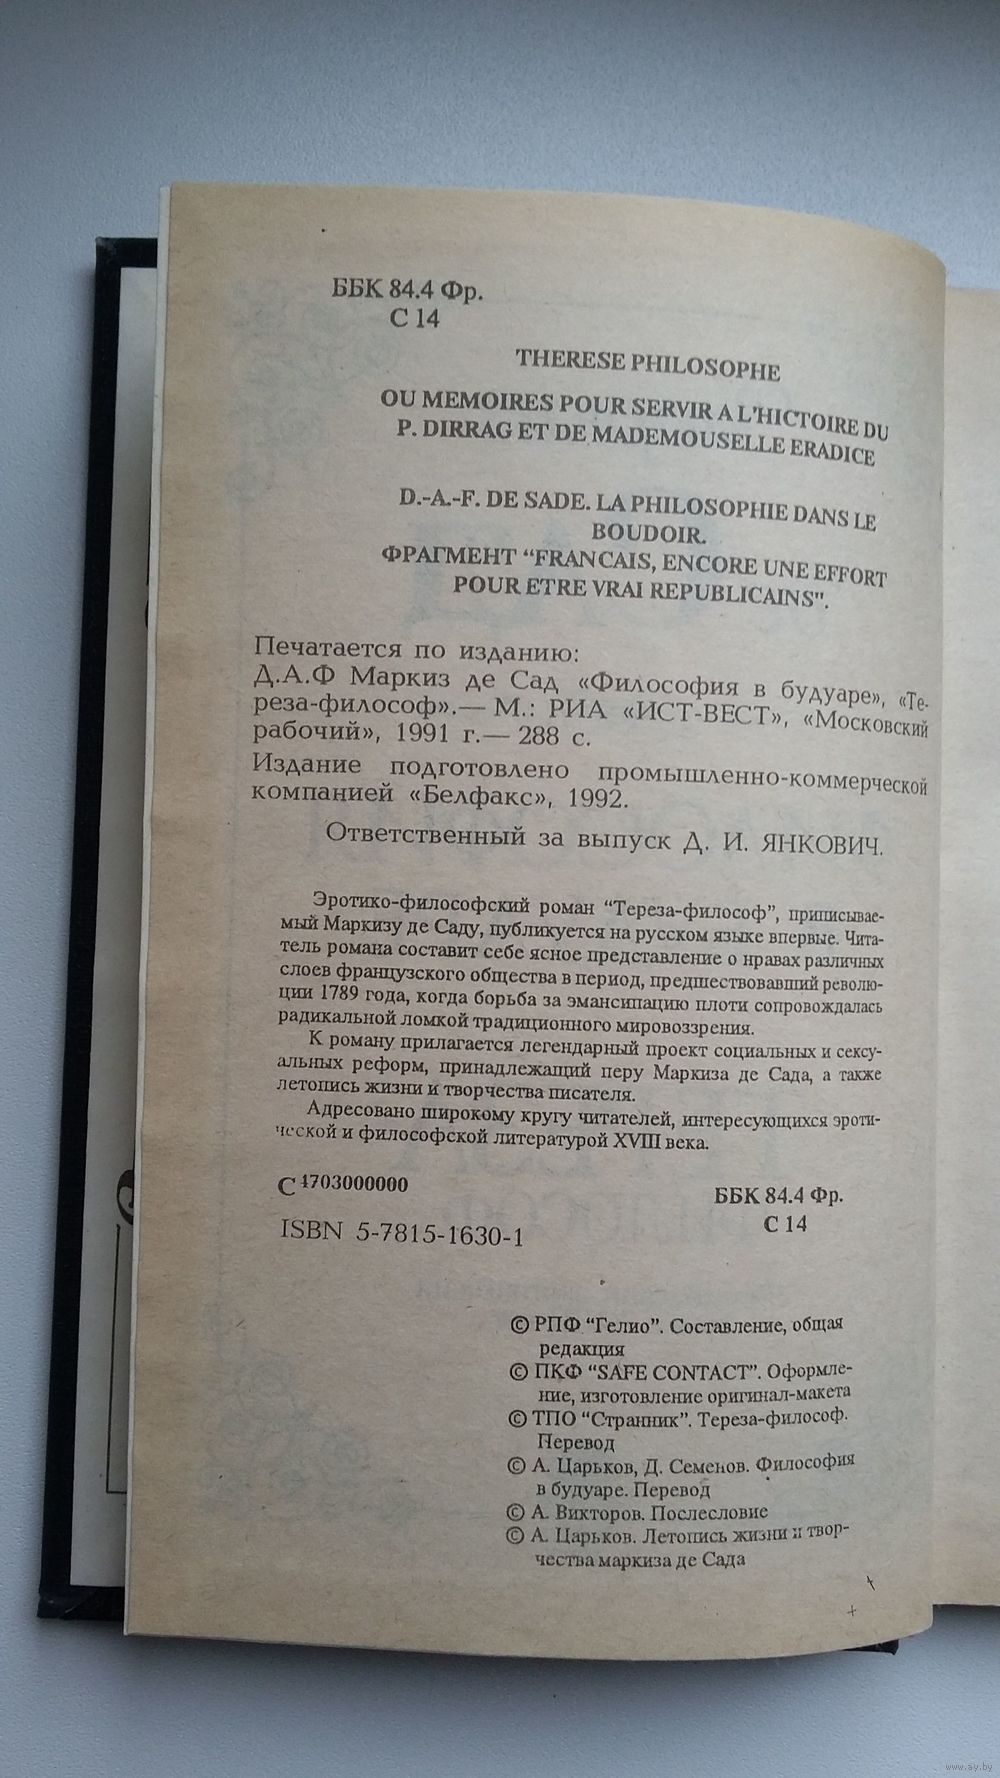 ББК 84.4 Фр.
С 14
THERESE PHILOSOPHE
OU MEMOIRES POUR SERVIR A L'HICTOIRE DU
P. DIRRAG ET DE MADEMOUSELLE ERADICE
D.-A.-F. DE SADE. LA PHILOSOPHIE DANS LE
BOUDOIR.
ФРАГМЕНТ “FRANCAIS, ENCORE UNE EFFORT
POUR ETRE VRAI REPUBLICAINS".
Печатается по изданию:
Д.А.Ф Маркиз де Сад «Философия в будуаре», «Те-
реза-философ».— М.: РИА «ИСТ-ВЕСТ», «Московский
рабочий», 1991 г.— 288 с.
Издание подготовлено промышленно-коммерческой
компанией «Белфакс», 1992.
Ответственный за выпуск Д. И. ЯНКОВИЧ.
Эротико-философский роман “Тереза-философ”, приписывае-
мый Маркизу де Саду, публикуется на русском языке впервые. Чита-
тель романа составит себе ясное представление о нравах различных
слоев французского общества в период, предшествовавший револю-
ции 1789 года, когда борьба за эмансипацию плоти сопровождалась
радикальной ломкой традиционного мировоззрения.
К роману прилагается легендарный проект социальных и сексу-
альных реформ, принадлежащий перу Маркиза де Сада, а также
летопись жизни и творчества писателя.
Адресовано широкому кругу читателей, интересующихся эроти-
ческой и философской литературой XVIII века.
С 4703000000
ББК 84.4 Фр.
С 14
ISBN 5-7815-1630-1
© РПФ “Гелио”. Составление, общая
редакция
© ПКФ “SAFE CONTACT”. Оформле-
ние, изготовление оригинал-макета
© ТПО “Странник”. Тереза-философ.
Перевод
© А. Царьков, Д. Семенов. Философия
в будуаре. Перевод
© А. Викторов. Послесловие
© А. Царьков. Летопись жизни и твор-
чества маркиза де Сада
www.ay.by